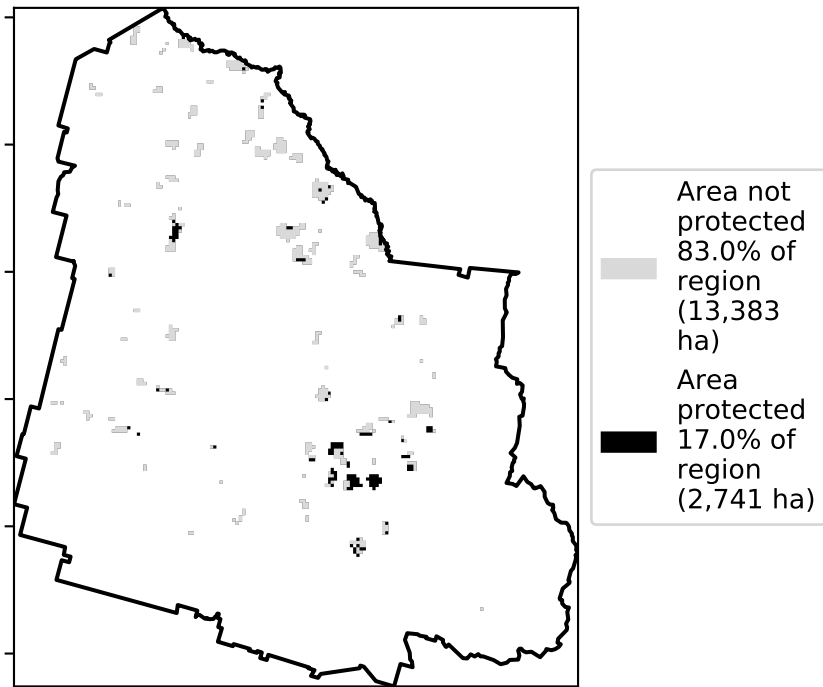 Area not
protected
83.0% of
region
(13,383
ha)
Area
protected
17.0% of
region
(2,741 ha)